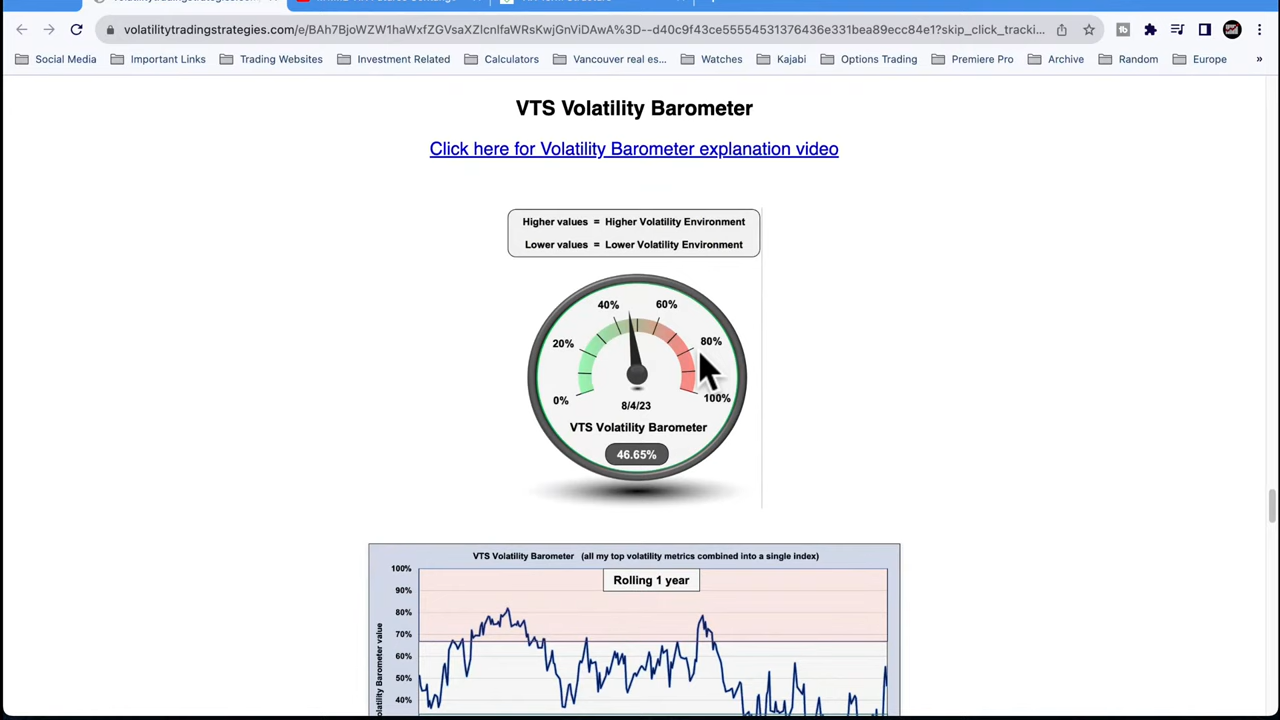 volatilitytradingstrategies.com/e/BAh7BjoWZW1haWxfZGVsaXZlcnlfaWRsKwjGnViDAwA%3D--d40c9f43ce55554531376436e331bea89ecc84e1?skip_click_tracki...
Social Media Important Links Trading Websites Investment Related Calculators Vancouver real es... Watches Kajabi Options Trading Premiere Pro Archive Random Europe »
VTS Volatility Barometer
Click here for Volatility Barometer explanation video
Higher values = Higher Volatility Environment
Lower values = Lower Volatility Environment
40% 60%
20% 80%
0% 100%
8/4/23
VTS Volatility Barometer
46.65%
VTS Volatility Barometer (all my top volatility metrics combined into a single index)
100%
Rolling 1 year
90%
80%
70%
60%
50%
40%
Volatility Barometer value